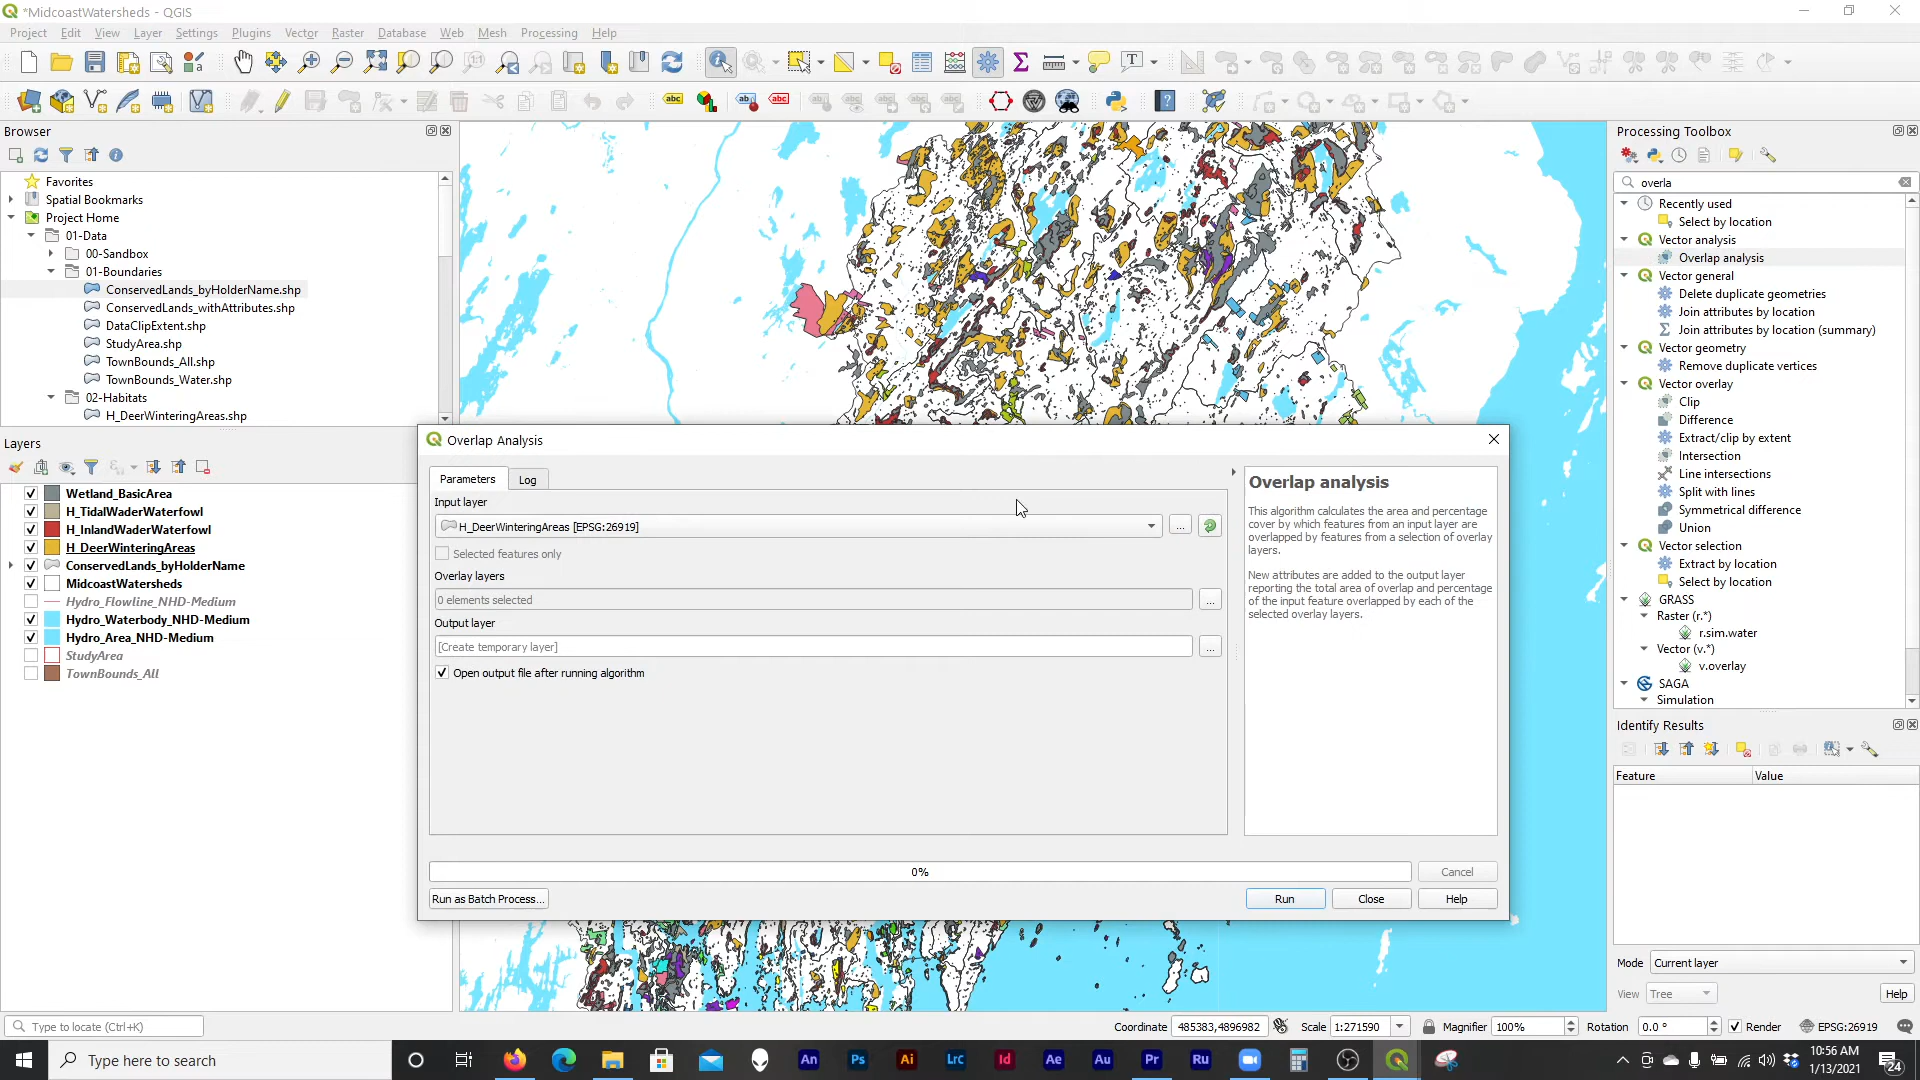 *MidcoastWatersheds - QGIS
Project Edit View Layer Settings Plugins Vector Raster Database Web Mesh Processing Help
Browser
Favorites
Spatial Bookmarks
Project Home
01-Data
00-Sandbox
01-Boundaries
ConservedLands_byHolderName.shp
ConservedLands_withAttributes.shp
DataClipExtent.shp
StudyArea.shp
TownBounds_All.shp
TownBounds_Water.shp
02-Habitats
H_DeerWinteringAreas.shp
Layers
Wetland_BasicArea
H_TidalWaderWaterfowl
H_InlandWaderWaterfowl
H_DeerWinteringAreas
ConservedLands_byHolderName
MidcoastWatersheds
Hydro_Flowline_NHD-Medium
Hydro_Waterbody_NHD-Medium
Hydro_Area_NHD-Medium
StudyArea
TownBounds_All
Overlap Analysis
Parameters Log
Input layer
H_DeerWinteringAreas [EPSG:26919]
...
Selected features only
Overlay layers
0 elements selected
...
Output layer
[Create temporary layer]
...
Open output file after running algorithm
Overlap analysis
This algorithm calculates the area and percentage
cover by which features from an input layer are
overlapped by features from a selection of overlay
layers.
New attributes are added to the output layer
reporting the total area of overlap and percentage
of the input feature overlapped by each of the
selected overlay layers.
0%
Cancel
Run as Batch Process...
Run
Close
Help
Processing Toolbox
overla
Recently used
Select by location
Vector analysis
Overlap analysis
Vector general
Delete duplicate geometries
Join attributes by location
Join attributes by location (summary)
Vector geometry
Remove duplicate vertices
Vector overlay
Clip
Difference
Extract/clip by extent
Intersection
Line intersections
Split with lines
Symmetrical difference
Union
Vector selection
Extract by location
Select by location
GRASS
Raster (r.*)
r.sim.water
Vector (v.*)
v.overlay
SAGA
Simulation
Identify Results
Feature Value
Mode Current layer
View Tree
Help
Type to locate (Ctrl+K)
Coordinate 485383,4896982 Scale 1:271590 Magnifier 100% Rotation 0.0 ° Render EPSG:26919
Type here to search
An Ps Ai Lrc Id Ae Au Pr Ru
10:56 AM
1/13/2021
24